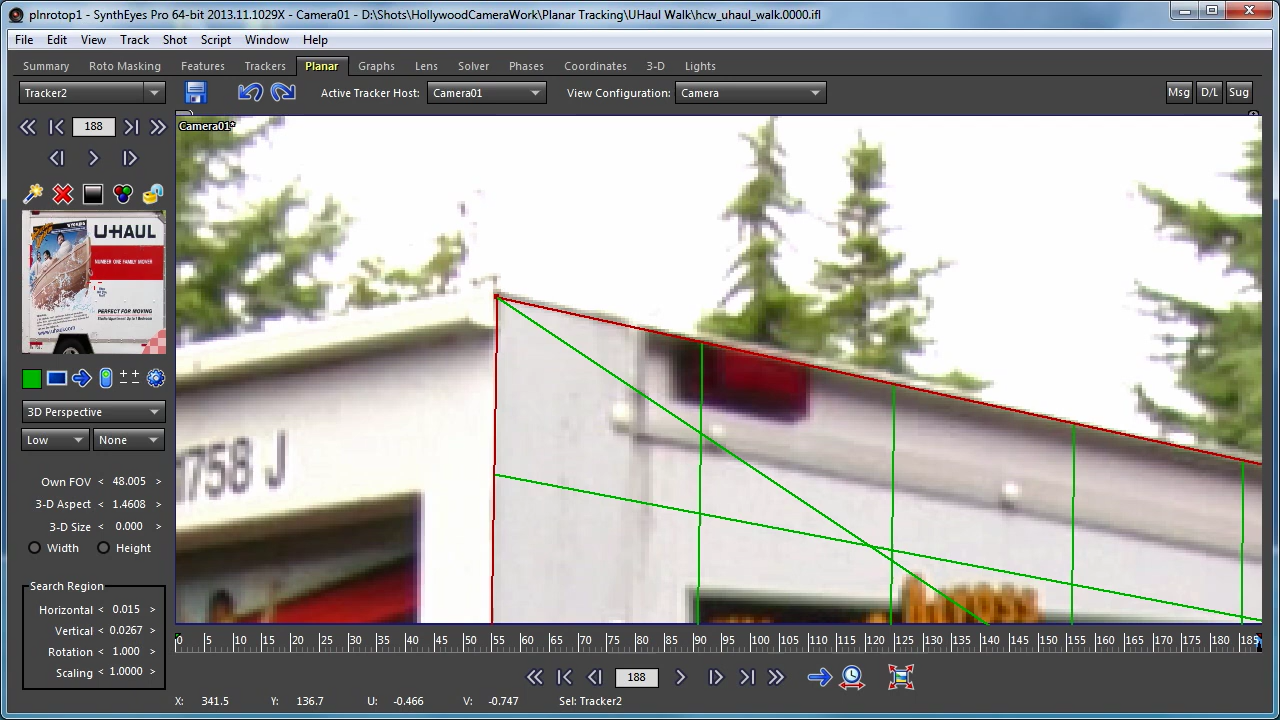 plnrotop1 - SynthEyes Pro 64-bit 2013.11.1029X - Camera01 - D:\Shots\HollywoodCameraWork\Planar Tracking\UHaul Walk\hcw_uhaul_walk.0000.ifl
File Edit View Track Shot Script Window Help
Summary Roto Masking Features Trackers Planar Graphs Lens Solver Phases Coordinates 3-D Lights
Tracker2 Active Tracker Host: Camera01 View Configuration: Camera Msg D/L Sug
188
Camera01*
U-HAUL
NUMBER ONE FAMILY MOVER
PERFECT FOR MOVING
758 J
3D Perspective
Low None
Own FOV < 48.005 >
3-D Aspect < 1.4608 >
3-D Size < 0.000 >
Width Height
Search Region
Horizontal < 0.015 >
Vertical < 0.0267 >
Rotation < 1.000 >
Scaling < 1.0000 >
0 5 10 15 20 25 30 35 40 45 50 55 60 65 70 75 80 85 90 95 100 105 110 115 120 125 130 135 140 145 150 155 160 165 170 175 180 185
188
X: 341.5 Y: 136.7 U: -0.466 V: -0.747 Sel: Tracker2